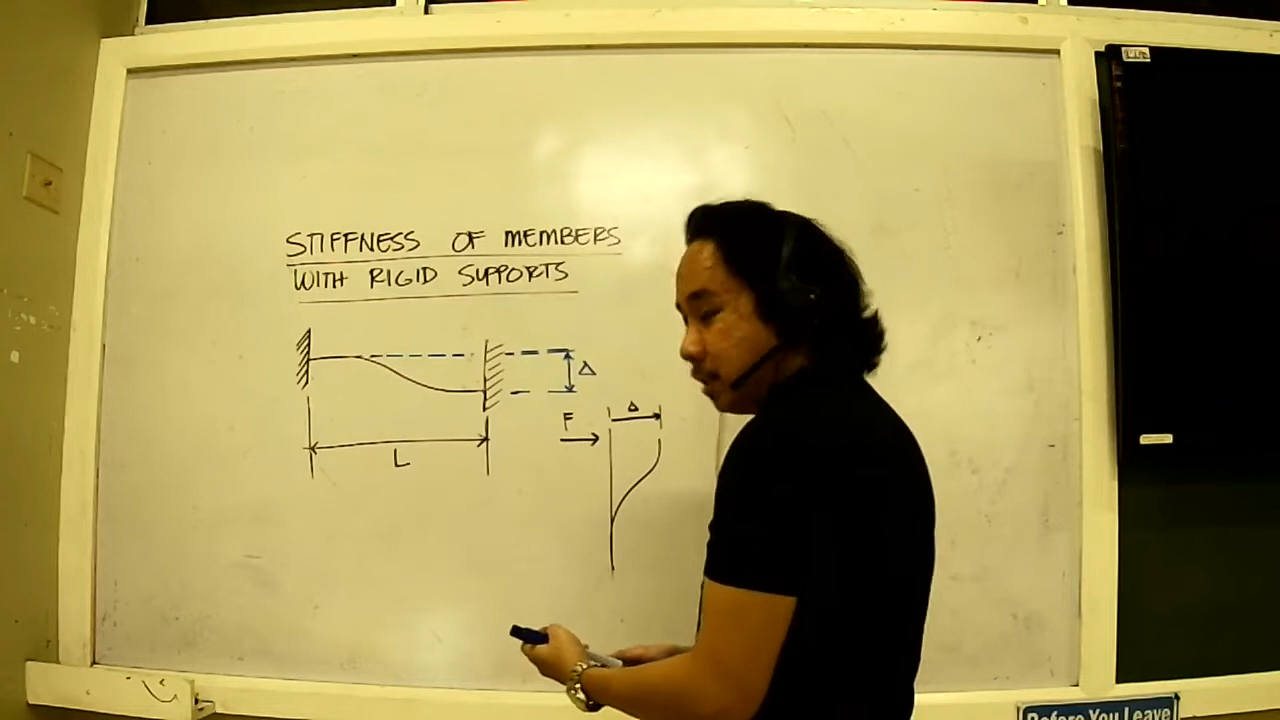 STIFFNESS OF MEMBERS
WITH RIGID SUPPORTS
Δ
Δ
F
L
Before You Leave